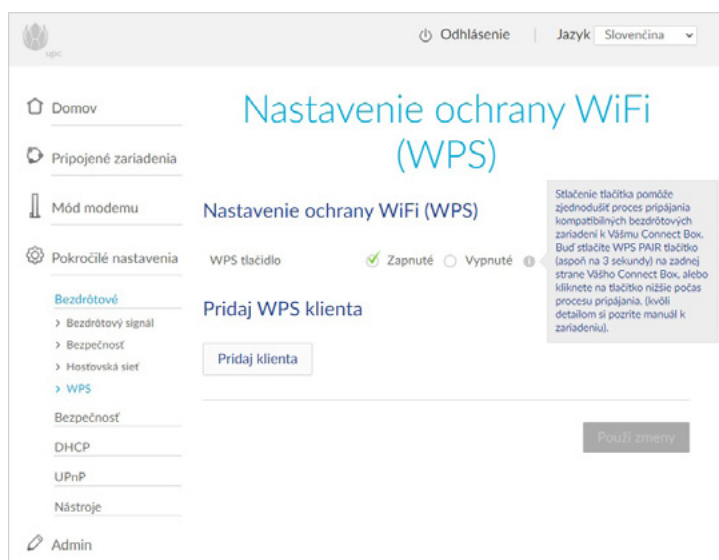 upc
Odhlásenie
Jazyk Slovenčina
Domov
Pripojené zariadenia
Mód modemu
Pokročilé nastavenia
Bezdrôtové
> Bezdrôtový signál
> Bezpečnosť
> Hosťovská sieť
> WPS
Bezpečnosť
DHCP
UPnP
Nástroje
Admin
Nastavenie ochrany WiFi
(WPS)
Nastavenie ochrany WiFi (WPS)
WPS tlačidlo Zapnuté Vypnuté
Stlačenie tlačitka pomôže
zjednodušiť proces pripájania
kompatibilných bezdrôtových
zariadení k Vášmu Connect Box.
Buď stlačíte WPS PAIR tlačitko
(aspoň na 3 sekundy) na zadnej
strane Vášho Connect Box, alebo
kliknete na tlačitko nižšie počas
procesu pripájania. (kvôli
detailom si pozrite manuál k
zariadeniu).
Pridaj WPS klienta
Pridaj klienta
Použi zmeny